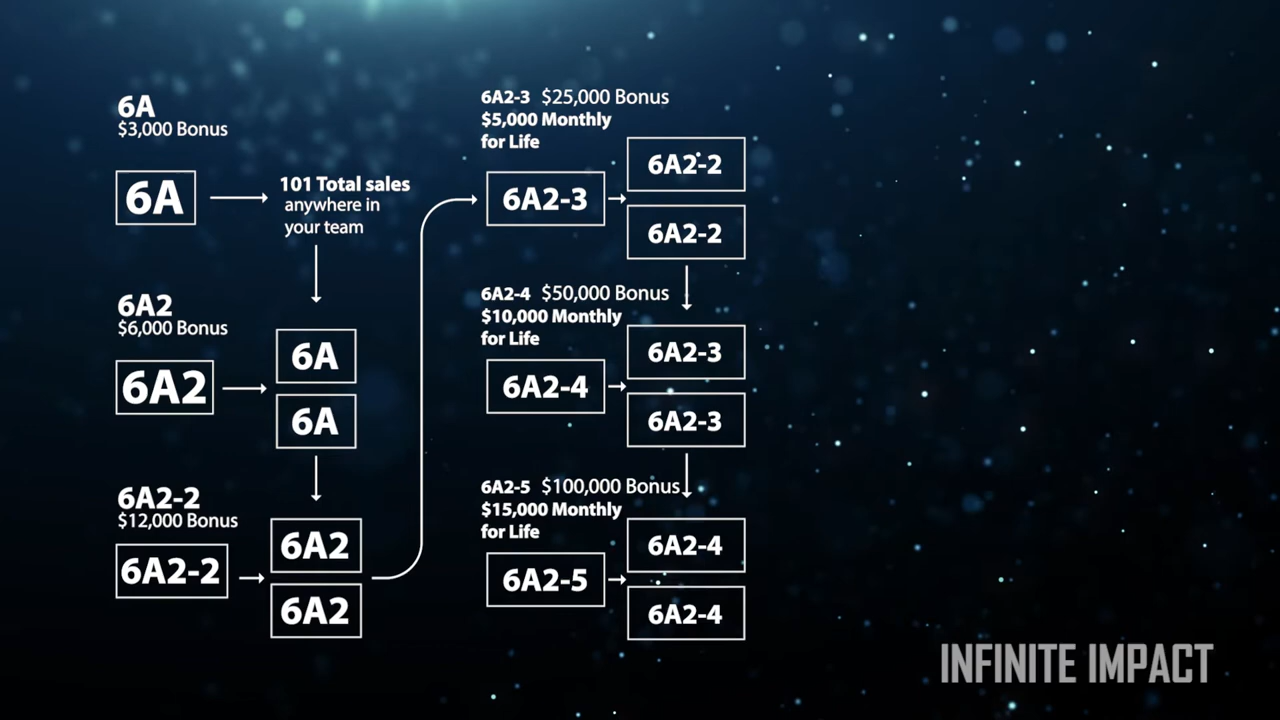 6A
$3,000 Bonus
6A
101 Total sales
anywhere in
your team
6A2
$6,000 Bonus
6A2
6A
6A
6A2-2
$12,000 Bonus
6A2-2
6A2
6A2
6A2-3 $25,000 Bonus
$5,000 Monthly
for Life
6A2-3
6A2-2
6A2-2
6A2-4 $50,000 Bonus
$10,000 Monthly
for Life
6A2-4
6A2-3
6A2-3
6A2-5 $100,000 Bonus
$15,000 Monthly
for Life
6A2-5
6A2-4
6A2-4
INFINITE IMPACT